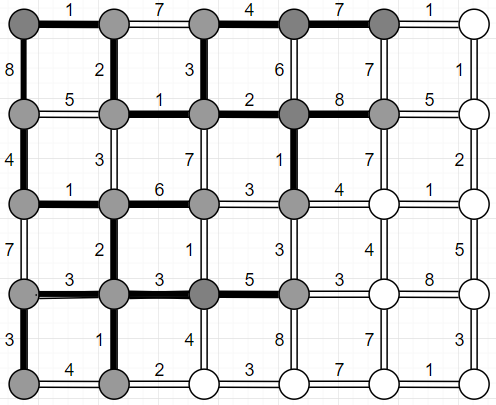 1 7 4 7 1
8 2 3 6 7 1
5 1 2 8 5
4 3 7 1 7 2
1 6 3 4 1
7 2 1 3 4 5
3 3 5 3 8
3 1 4 8 7 3
4 2 3 7 1